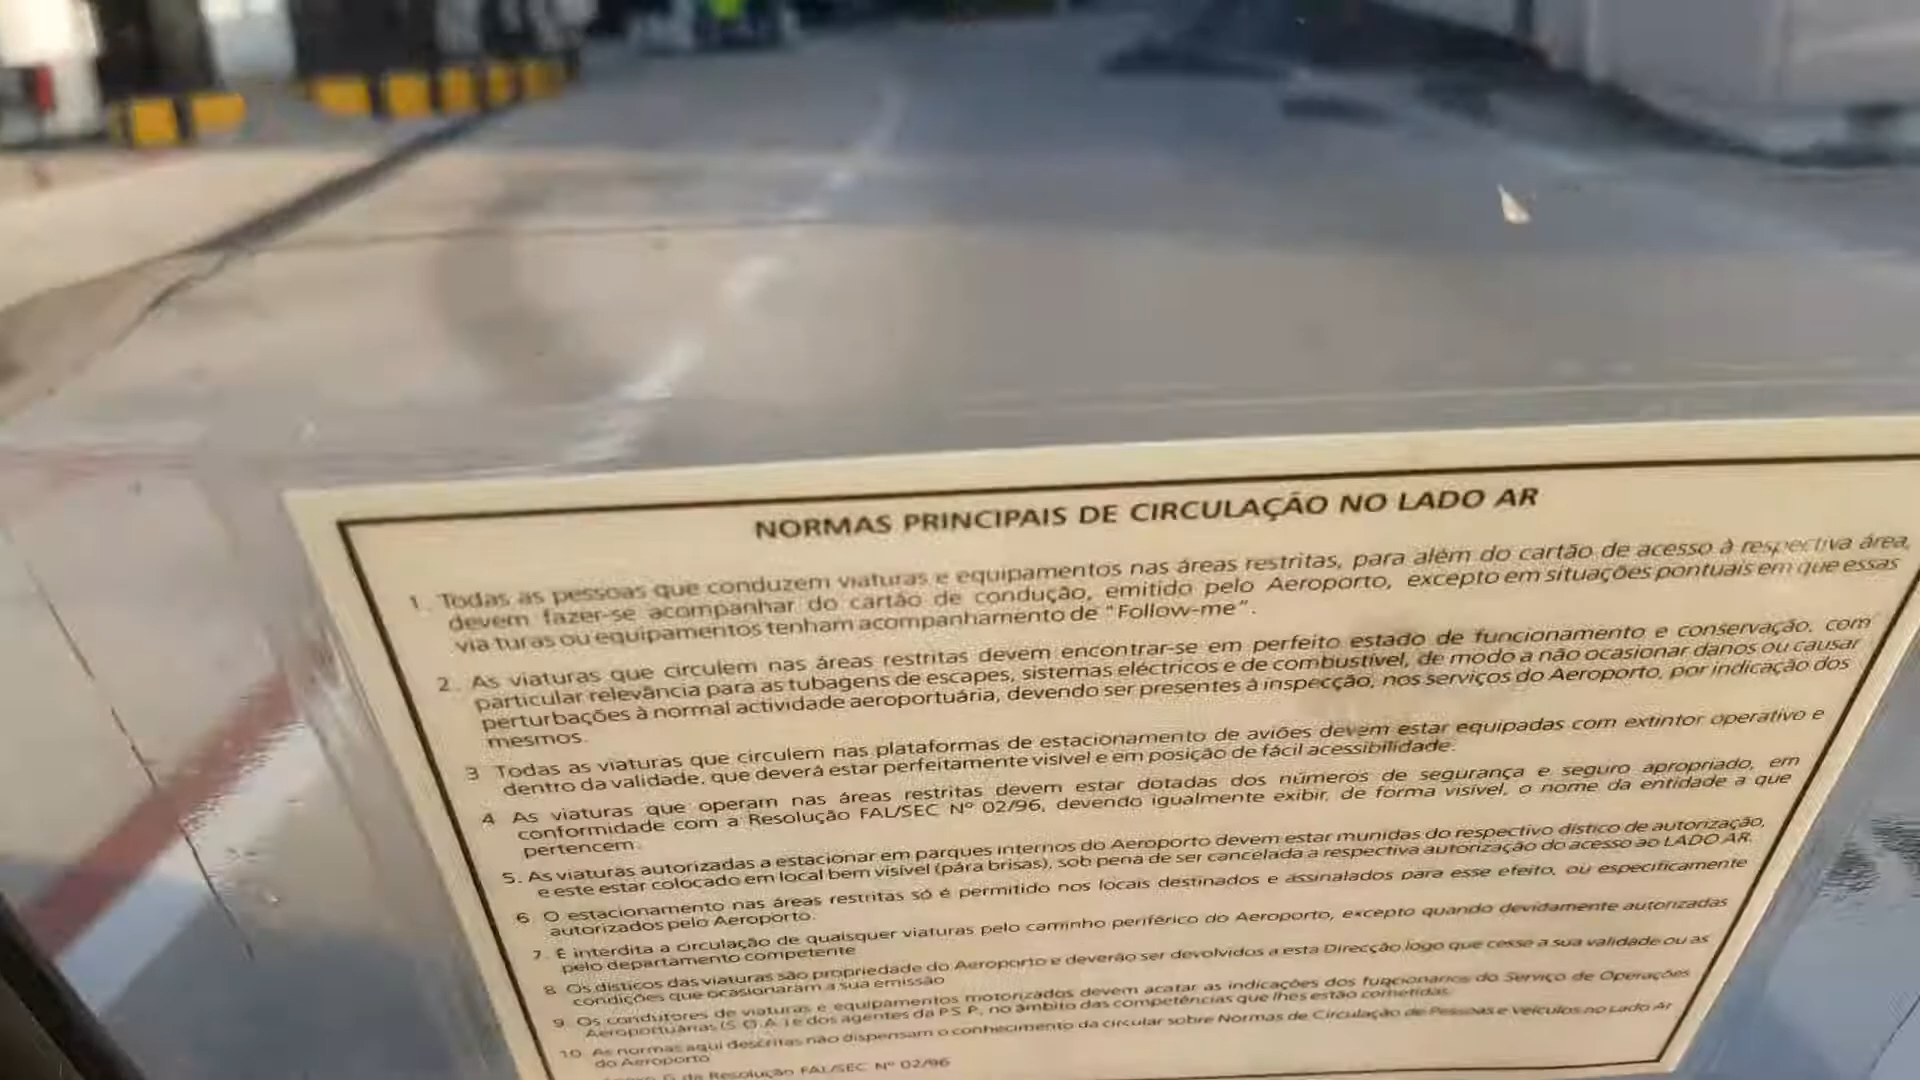 NORMAS PRINCIPAIS DE CIRCULAÇÃO NO LADO AR
1. Todas as pessoas que conduzem viaturas e equipamentos nas áreas restritas, para além do cartão de acesso à respectiva área,
devem fazer-se acompanhar do cartão de condução, emitido pelo Aeroporto, excepto em situações pontuais em que essas
via turas ou equipamentos tenham acompanhamento de "Follow-me".
2. As viaturas que circulem nas áreas restritas devem encontrar-se em perfeito estado de funcionamento e conservação, com
particular relevância para as tubagens de escapes, sistemas eléctricos e de combustível, de modo a não ocasionar danos ou causar
perturbações à normal actividade aeroportuária, devendo ser presentes à inspecção, nos serviços do Aeroporto, por indicação dos
mesmos.
3 Todas as viaturas que circulem nas plataformas de estacionamento de aviões devem estar equipadas com extintor operativo e
dentro da validade, que deverá estar perfeitamente visível e em posição de fácil acessibilidade.
4 As viaturas que operam nas áreas restritas devem estar dotadas dos números de segurança e seguro apropriado, em
conformidade com a Resolução FAL/SEC Nº 02/96, devendo igualmente exibir, de forma visível, o nome da entidade a que
pertencem.
5. As viaturas autorizadas a estacionar em parques internos do Aeroporto devem estar munidas do respectivo dístico de autorização,
e este estar colocado em local bem visível (pára brisas), sob pena de ser cancelada a respectiva autorização do acesso ao LADO AR.
6 O estacionamento nas áreas restritas só é permitido nos locais destinados e assinalados para esse efeito, ou especificamente
autorizados pelo Aeroporto.
7. É interdita a circulação de quaisquer viaturas pelo caminho periférico do Aeroporto, excepto quando devidamente autorizadas
pelo departamento competente
8 Os dísticos das viaturas são propriedade do Aeroporto e deverão ser devolvidos a esta Direcção logo que cesse a sua validade ou as
condições que ocasionaram a sua emissão
9. Os condutores de viaturas e equipamentos motorizados devem acatar as indicações dos funcionários do Serviço de Operações
Aeroportuárias (S.O.A.) e dos agentes da P.S.P. no âmbito das competências que lhes estão cometidas.
10 As normas aqui descritas não dispensam o conhecimento da circular sobre Normas de Circulação de Pessoas e Veículos no Lado Ar
do Aeroporto
da Resolução FAL/SEC Nº 02/96